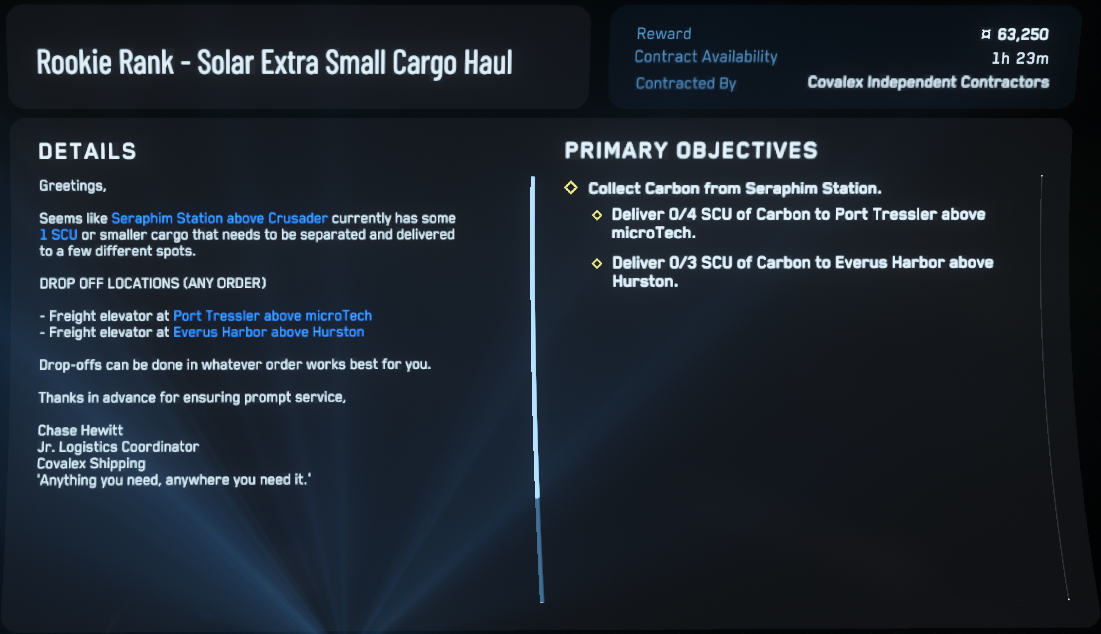 Rookie Rank - Solar Extra Small Cargo Haul
Reward ¤ 63,250
Contract Availability 1h 23m
Contracted By Covalex Independent Contractors
DETAILS
Greetings,
Seems like Seraphim Station above Crusader currently has some
1 SCU or smaller cargo that needs to be separated and delivered
to a few different spots.
DROP OFF LOCATIONS (ANY ORDER)
- Freight elevator at Port Tressler above microTech
- Freight elevator at Everus Harbor above Hurston
Drop-offs can be done in whatever order works best for you.
Thanks in advance for ensuring prompt service,
Chase Hewitt
Jr. Logistics Coordinator
Covalex Shipping
'Anything you need, anywhere you need it.'
PRIMARY OBJECTIVES
Collect Carbon from Seraphim Station.
Deliver 0/4 SCU of Carbon to Port Tressler above
microTech.
Deliver 0/3 SCU of Carbon to Everus Harbor above
Hurston.